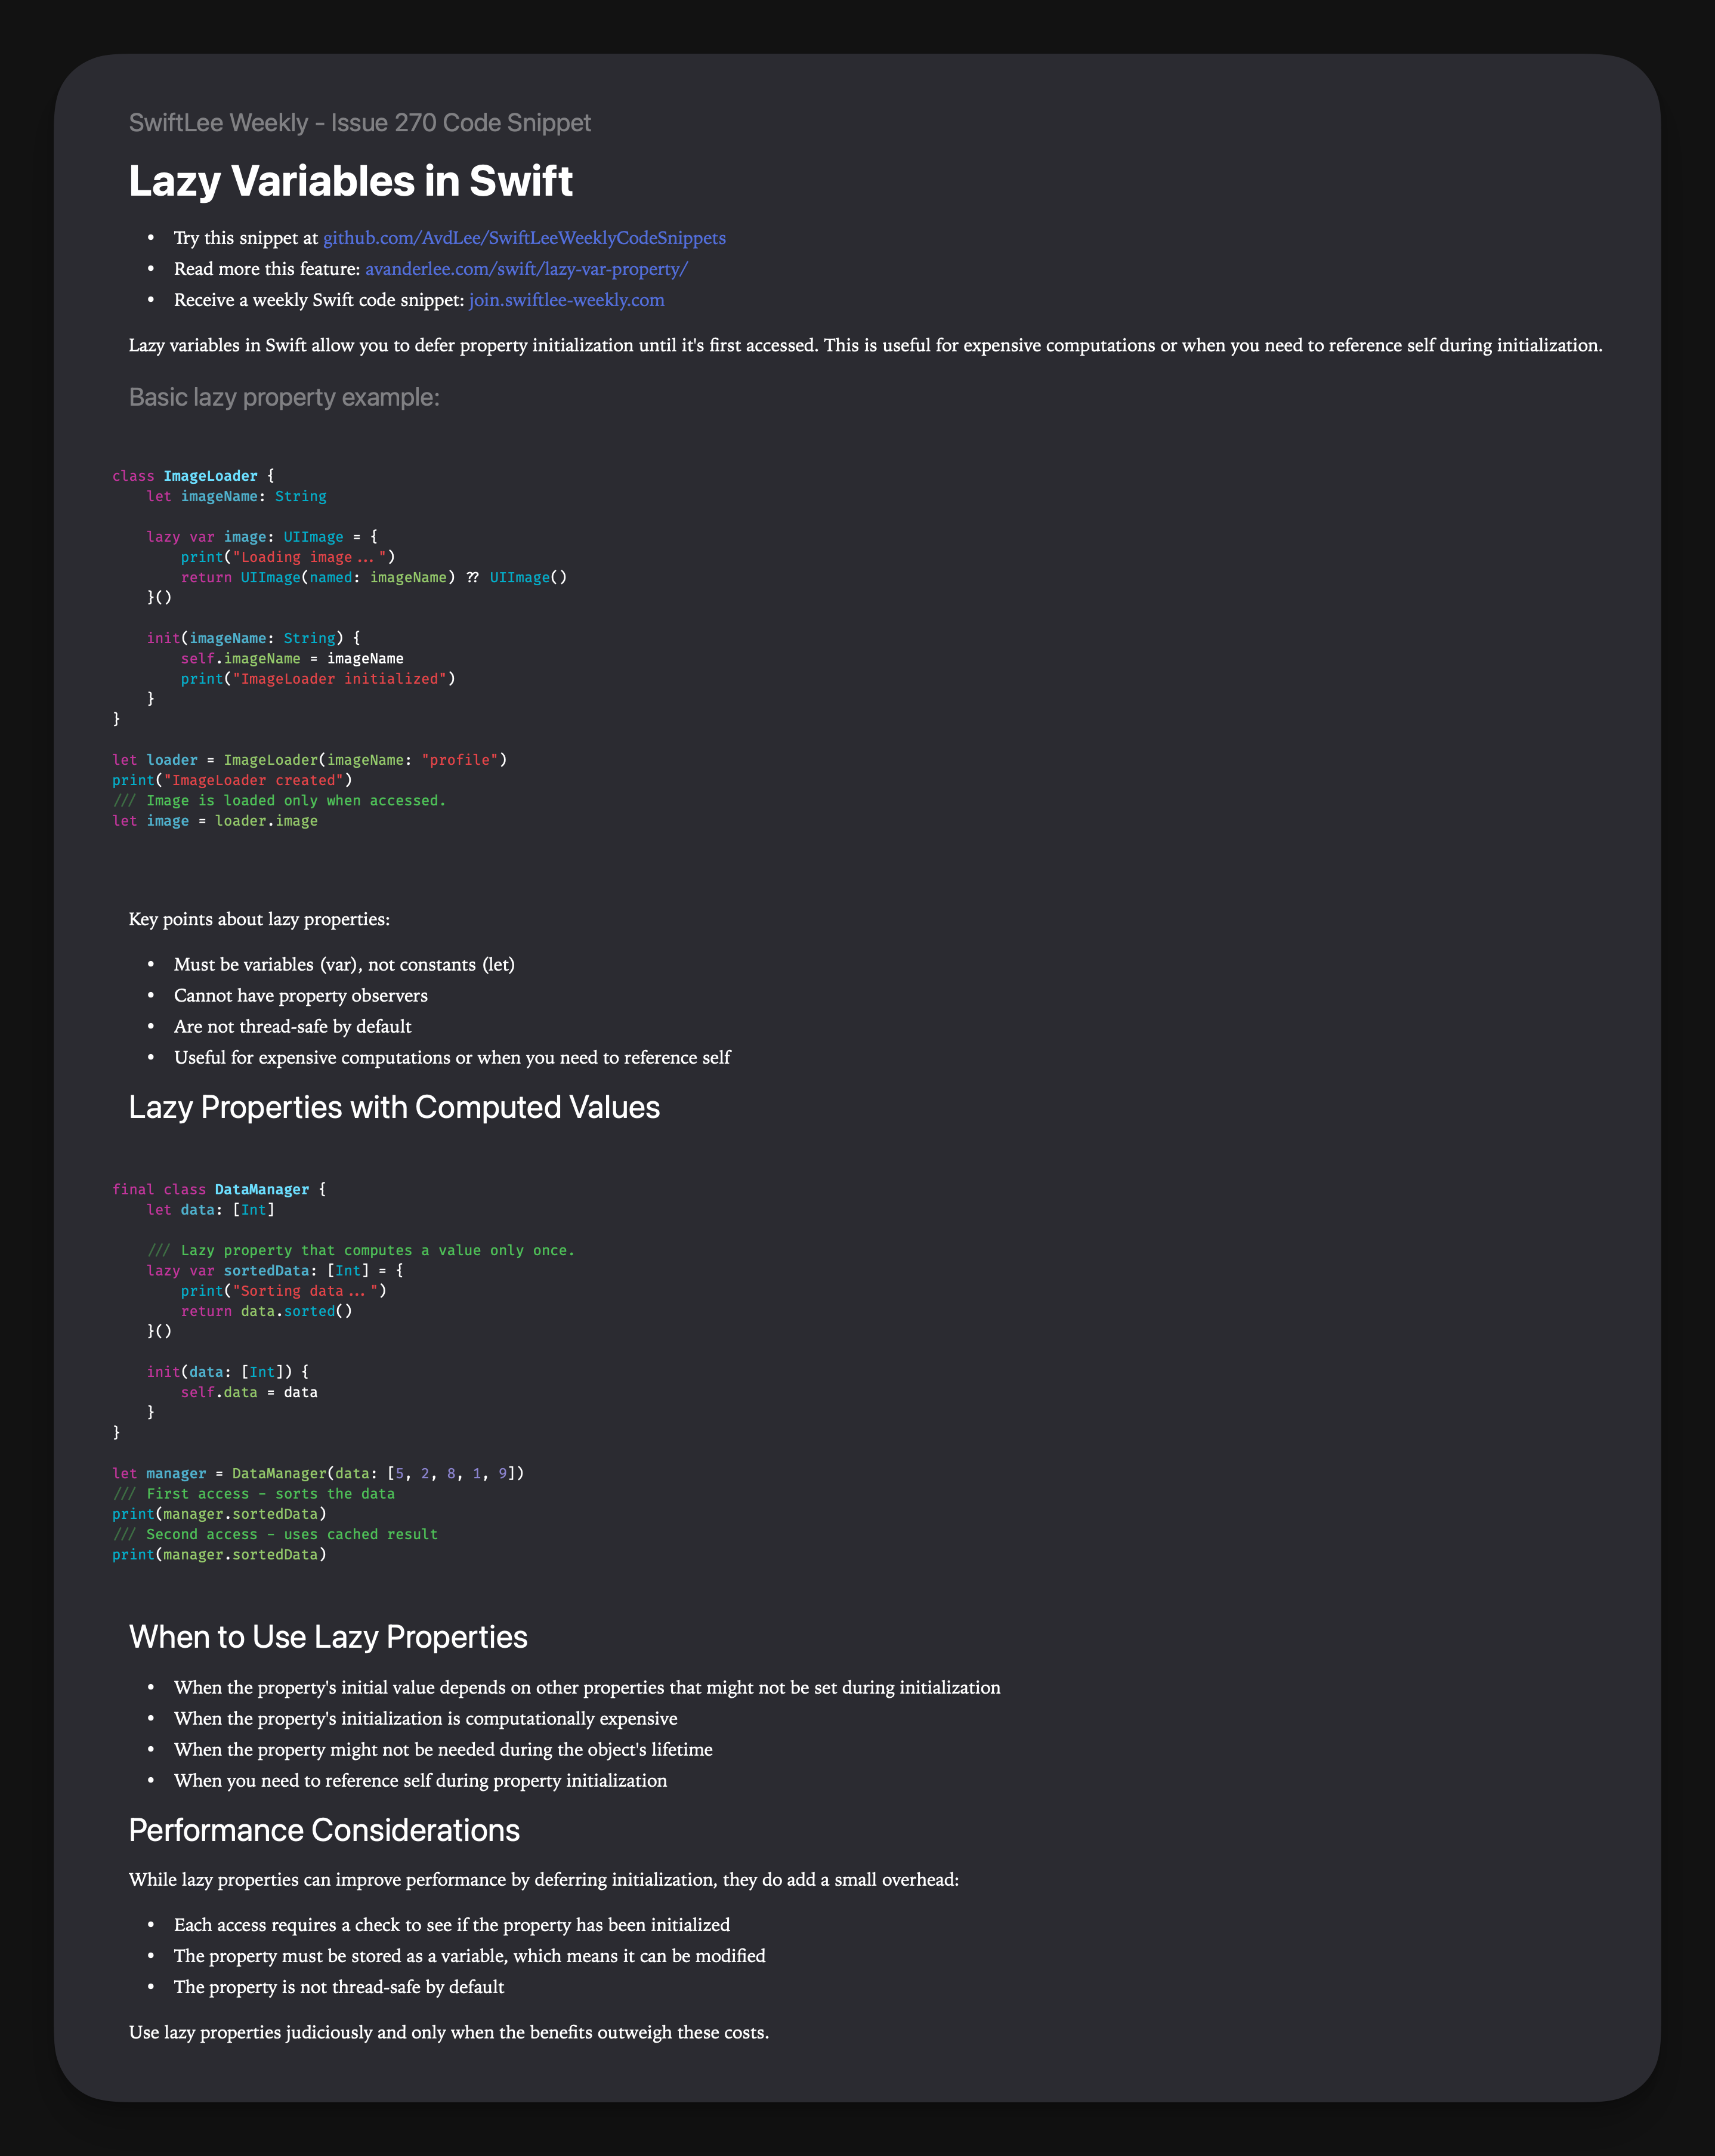 SwiftLee Weekly - Issue 270 Code Snippet
Lazy Variables in Swift
• Try this snippet at github.com/AvdLee/SwiftLeeWeeklyCodeSnippets
• Read more this feature: avanderlee.com/swift/lazy-var-property/
• Receive a weekly Swift code snippet: join.swiftlee-weekly.com
Lazy variables in Swift allow you to defer property initialization until it's first accessed. This is useful for expensive computations or when you need to reference self during initialization.
Basic lazy property example:
class ImageLoader {
    let imageName: String
    lazy var image: UIImage = {
        print("Loading image...")
        return UIImage(named: imageName) ?? UIImage()
    }()
    init(imageName: String) {
        self.imageName = imageName
        print("ImageLoader initialized")
    }
}
let loader = ImageLoader(imageName: "profile")
print("ImageLoader created")
/// Image is loaded only when accessed.
let image = loader.image
Key points about lazy properties:
• Must be variables (var), not constants (let)
• Cannot have property observers
• Are not thread-safe by default
• Useful for expensive computations or when you need to reference self
Lazy Properties with Computed Values
final class DataManager {
    let data: [Int]
    /// Lazy property that computes a value only once.
    lazy var sortedData: [Int] = {
        print("Sorting data...")
        return data.sorted()
    }()
    init(data: [Int]) {
        self.data = data
    }
}
let manager = DataManager(data: [5, 2, 8, 1, 9])
/// First access - sorts the data
print(manager.sortedData)
/// Second access - uses cached result
print(manager.sortedData)
When to Use Lazy Properties
• When the property's initial value depends on other properties that might not be set during initialization
• When the property's initialization is computationally expensive
• When the property might not be needed during the object's lifetime
• When you need to reference self during property initialization
Performance Considerations
While lazy properties can improve performance by deferring initialization, they do add a small overhead:
• Each access requires a check to see if the property has been initialized
• The property must be stored as a variable, which means it can be modified
• The property is not thread-safe by default
Use lazy properties judiciously and only when the benefits outweigh these costs.